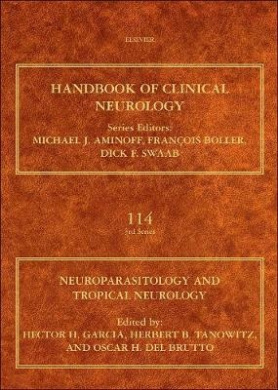 ELSEVIER
HANDBOOK OF CLINICAL
NEUROLOGY
Series Editors:
MICHAEL J. AMINOFF, FRANÇOIS BOLLER,
DICK F. SWAAB
114
3rd Series
NEUROPARASITOLOGY AND
TROPICAL NEUROLOGY
Edited by:
HECTOR H. GARCIA, HERBERT B. TANOWITZ,
AND OSCAR H. DEL BRUTTO